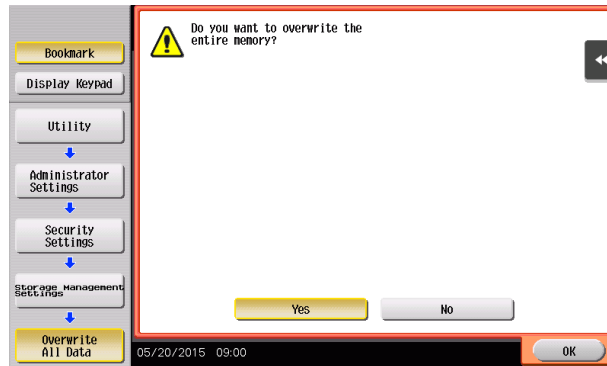 Bookmark
Display Keypad
Utility
Administrator
Settings
Security
Settings
Storage Management
Settings
Overwrite
All Data
Do you want to overwrite the
entire memory?
Yes
No
05/20/2015 09:00
OK